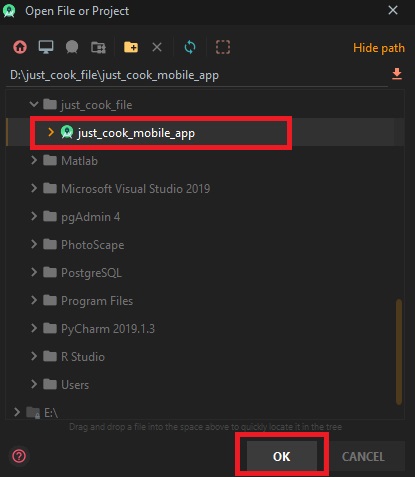 Open File or Project
Hide path
D:\just_cook_file\just_cook_mobile_app
just_cook_file
just_cook_mobile_app
Matlab
Microsoft Visual Studio 2019
pgAdmin 4
PhotoScape
PostgreSQL
Program Files
PyCharm 2019.1.3
R Studio
Users
E:\
Drag and drop a file into the space above to quickly locate it in the tree
? OK CANCEL